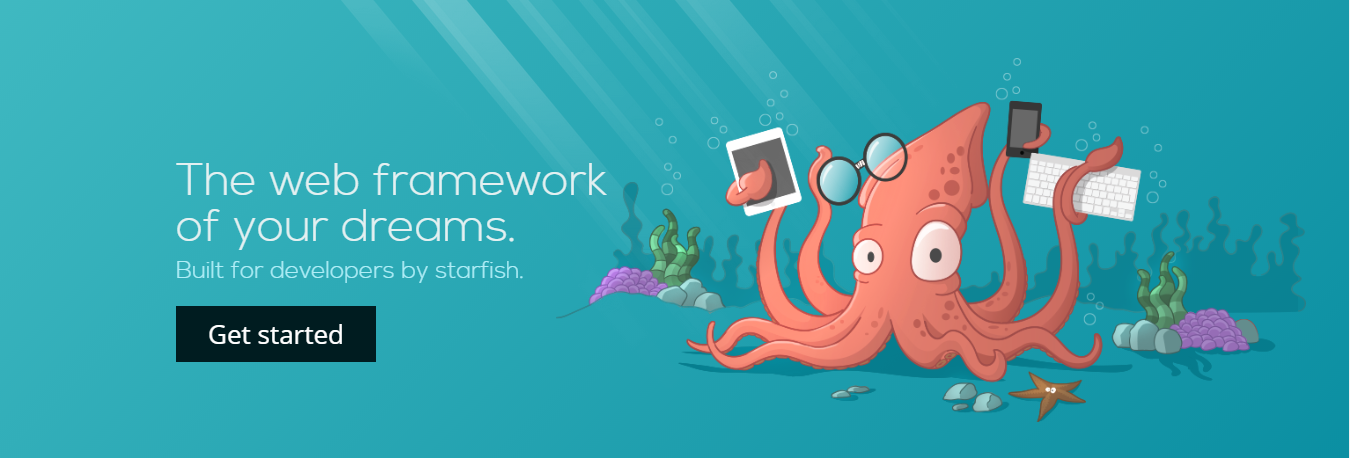 The web framework
of your dreams.
Built for developers by starfish.
Get started